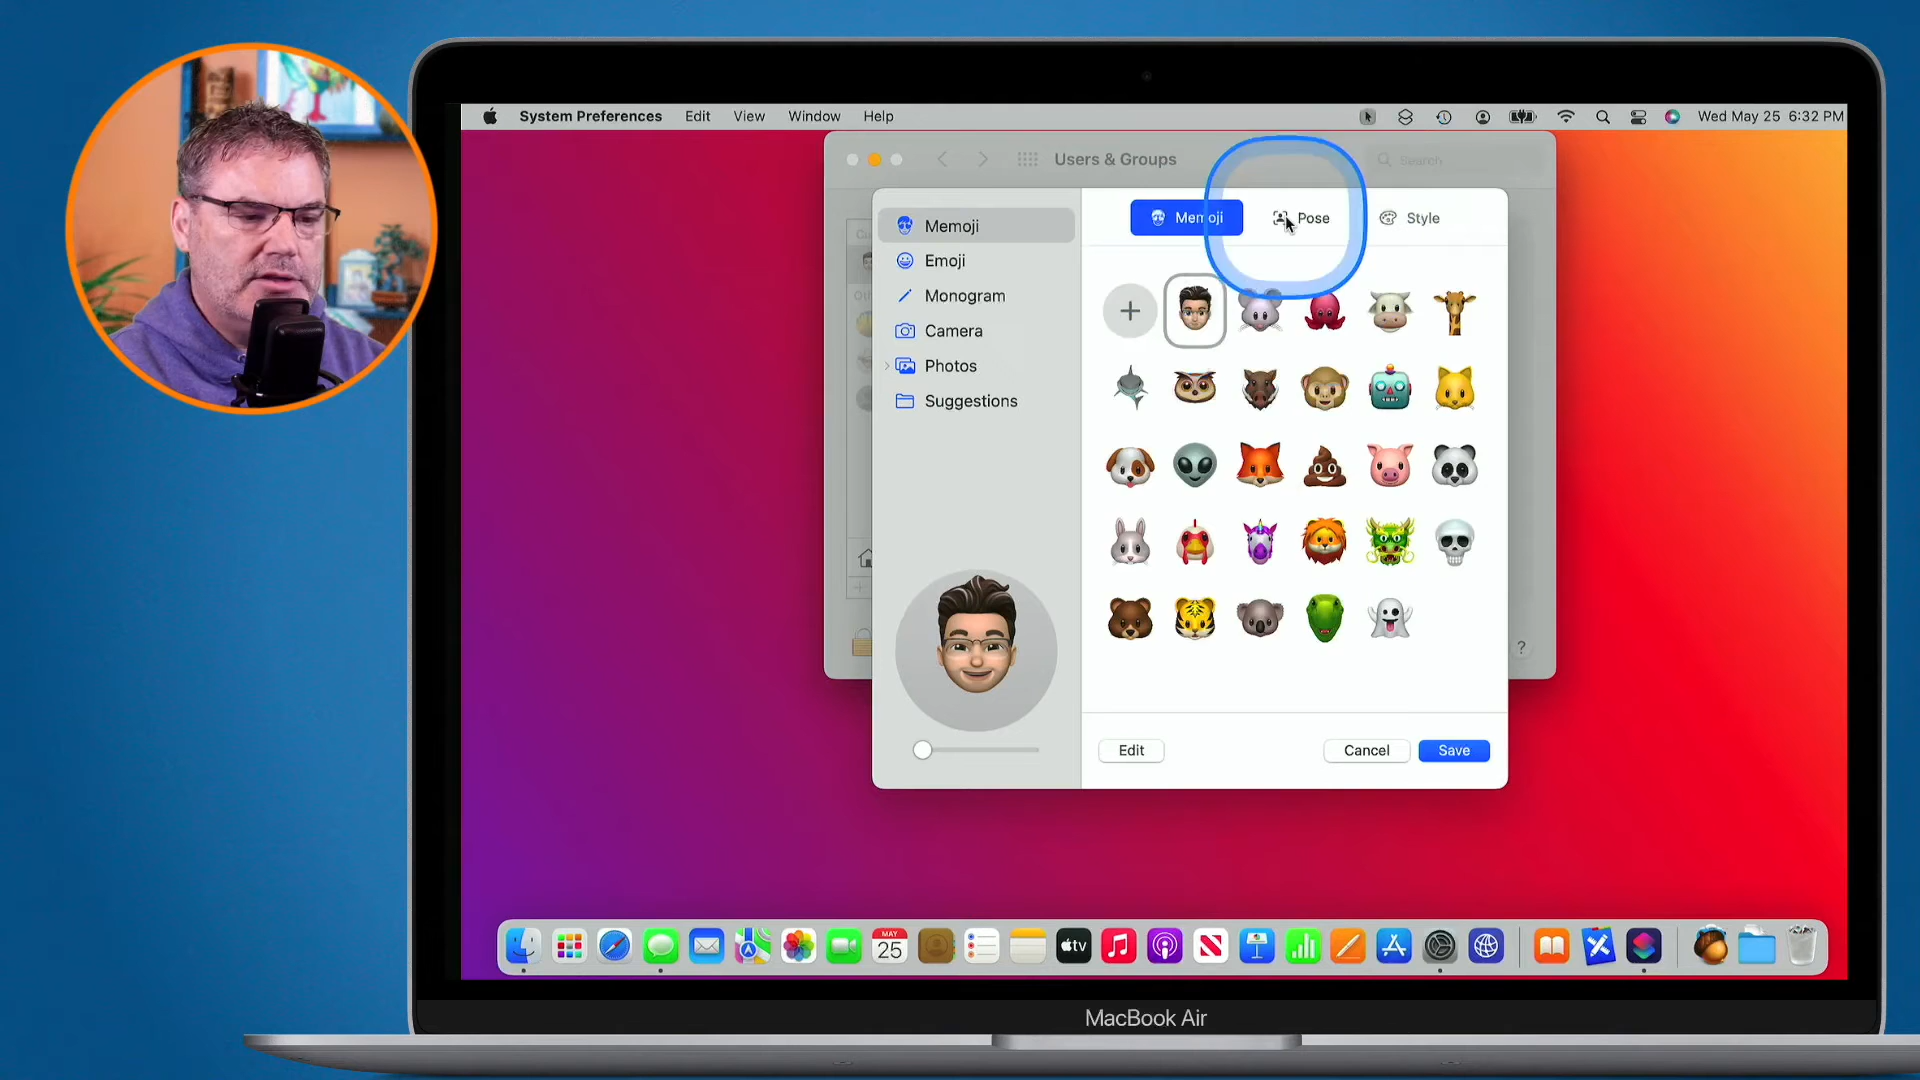 System Preferences Edit View Window Help Wed May 25 6:32 PM
Users & Groups
Search
Memoji
Emoji
Monogram
Camera
Photos
Suggestions
Memoji Pose Style
Edit Cancel Save
?
MAY
25
tv
MacBook Air